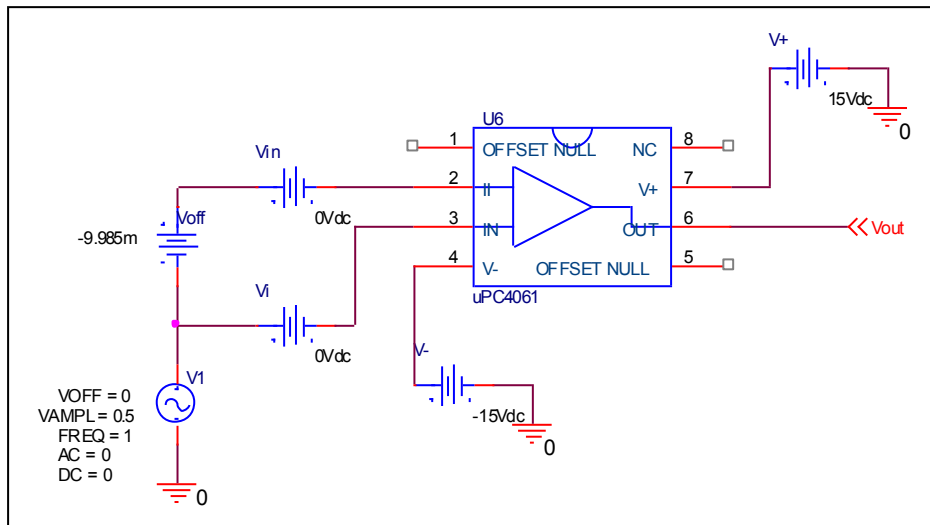 V+
15Vdc
0
U6
1
OFFSET NULL
NC
8
Vin
2
II
V+
7
0Vdc
Voff
-9.985m
3
IN
OUT
6
Vout
4
V-
OFFSET NULL
5
uPC4061
Vi
0Vdc
V-
-15Vdc
0
V1
VOFF = 0
VAMPL = 0.5
FREQ = 1
AC = 0
DC = 0
0